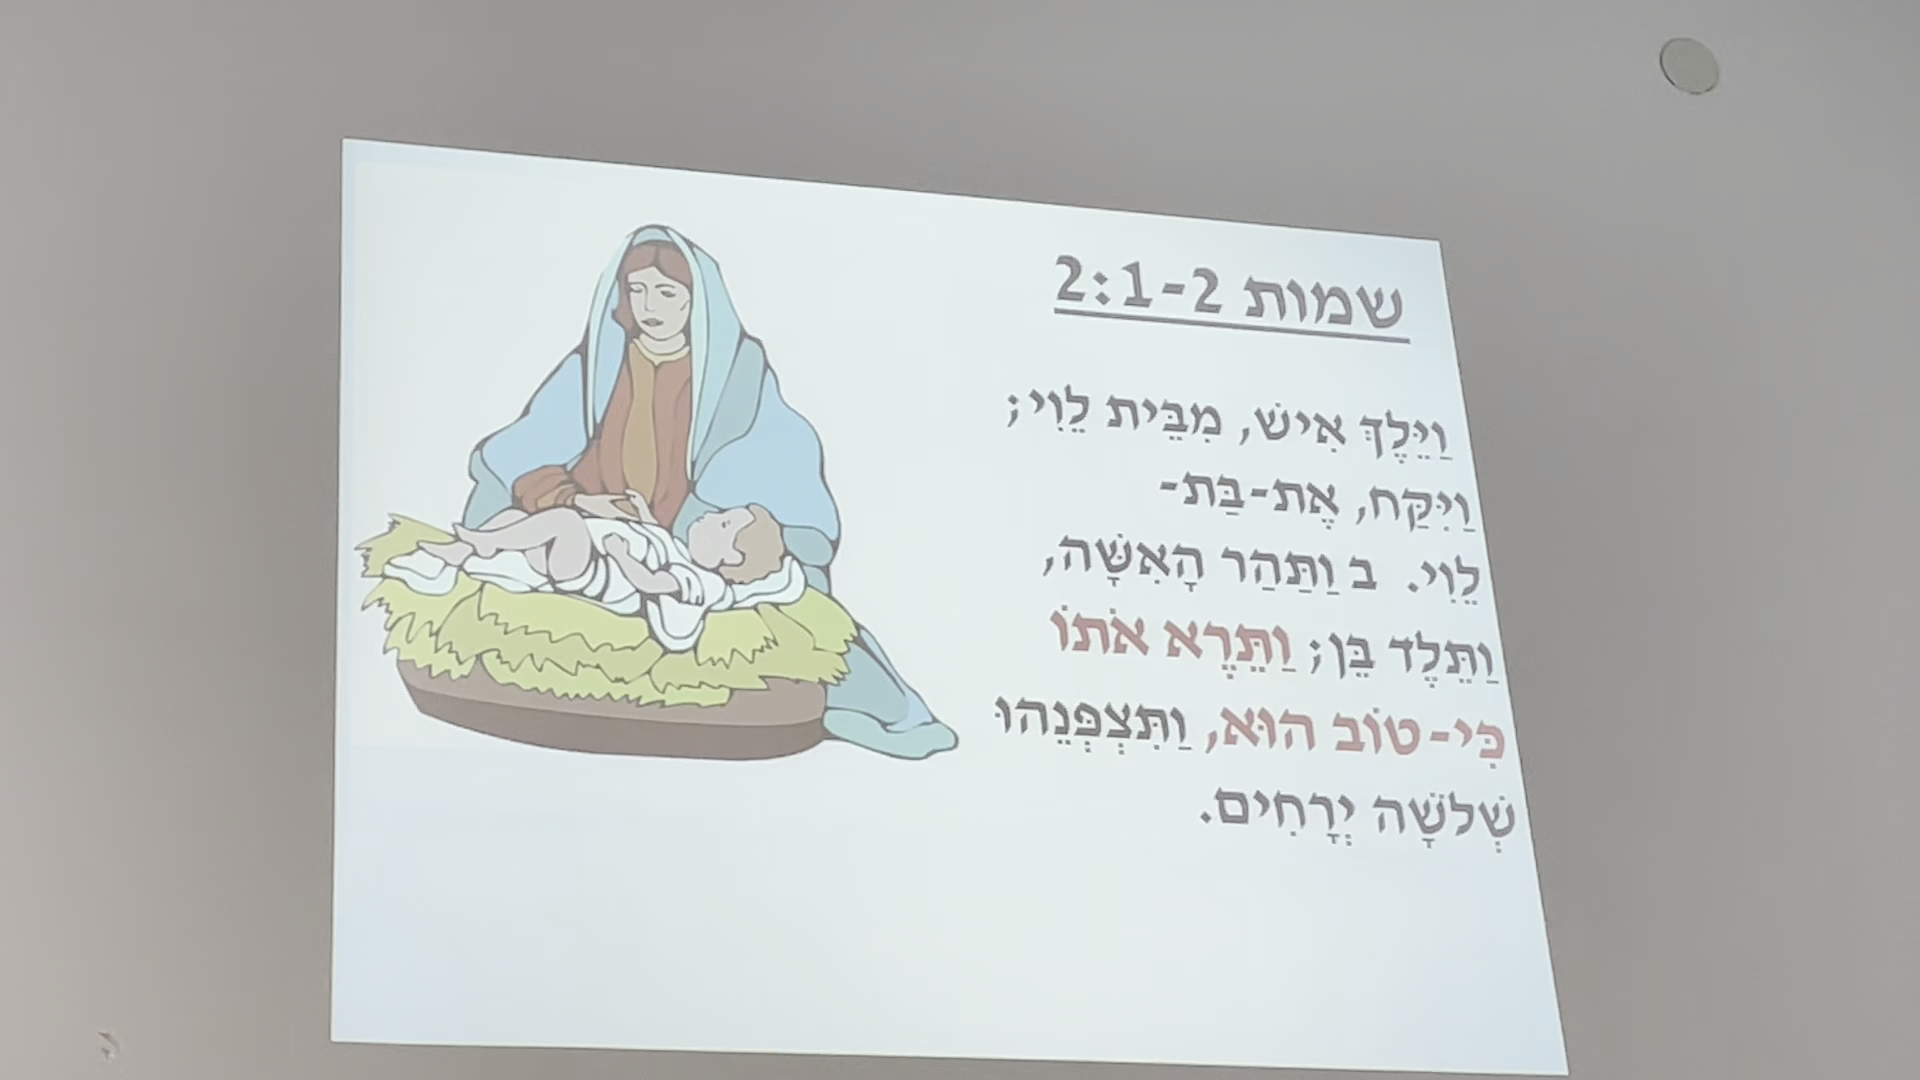 שמות 2:1-2
וַיֵּלֶךְ אִישׁ, מִבֵּית לֵוִי;
וַיִּקַּח, אֶת-בַּת-
לֵוִי. ב וַתַּהַר הָאִשָּׁה,
וַתֵּלֶד בֵּן; וַתֵּרֶא אֹתוֹ
כִּי-טוֹב הוּא, וַתִּצְפְּנֵהוּ
שְׁלֹשָׁה יְרָחִים.